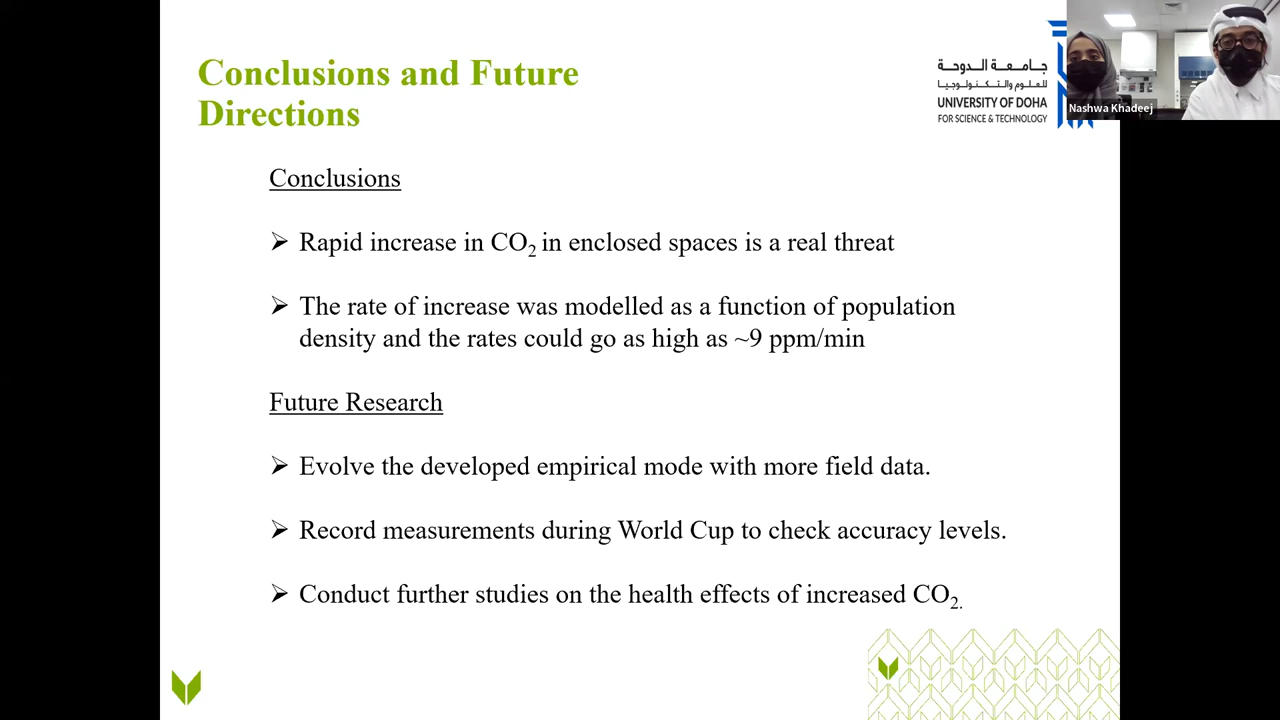 Conclusions and Future
Directions
جامعة الدوحة
للعلوم والتكنولوجيا
UNIVERSITY OF DOHA
FOR SCIENCE & TECHNOLOGY
Nashwa Khadeej
Conclusions
➢ Rapid increase in CO₂ in enclosed spaces is a real threat
➢ The rate of increase was modelled as a function of population
density and the rates could go as high as ~9 ppm/min
Future Research
➢ Evolve the developed empirical mode with more field data.
➢ Record measurements during World Cup to check accuracy levels.
➢ Conduct further studies on the health effects of increased CO₂.